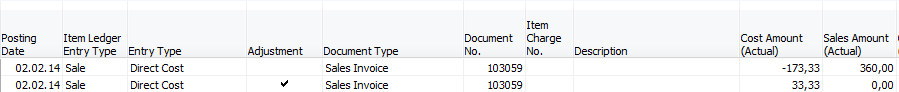 Posting Date Item Ledger Entry Type Entry Type Adjustment Document Type Document No. Item Charge No. Description Cost Amount (Actual) Sales Amount (Actual)
02.02.14 Sale Direct Cost Sales Invoice 103059 -173,33 360,00
02.02.14 Sale Direct Cost ✓ Sales Invoice 103059 33,33 0,00